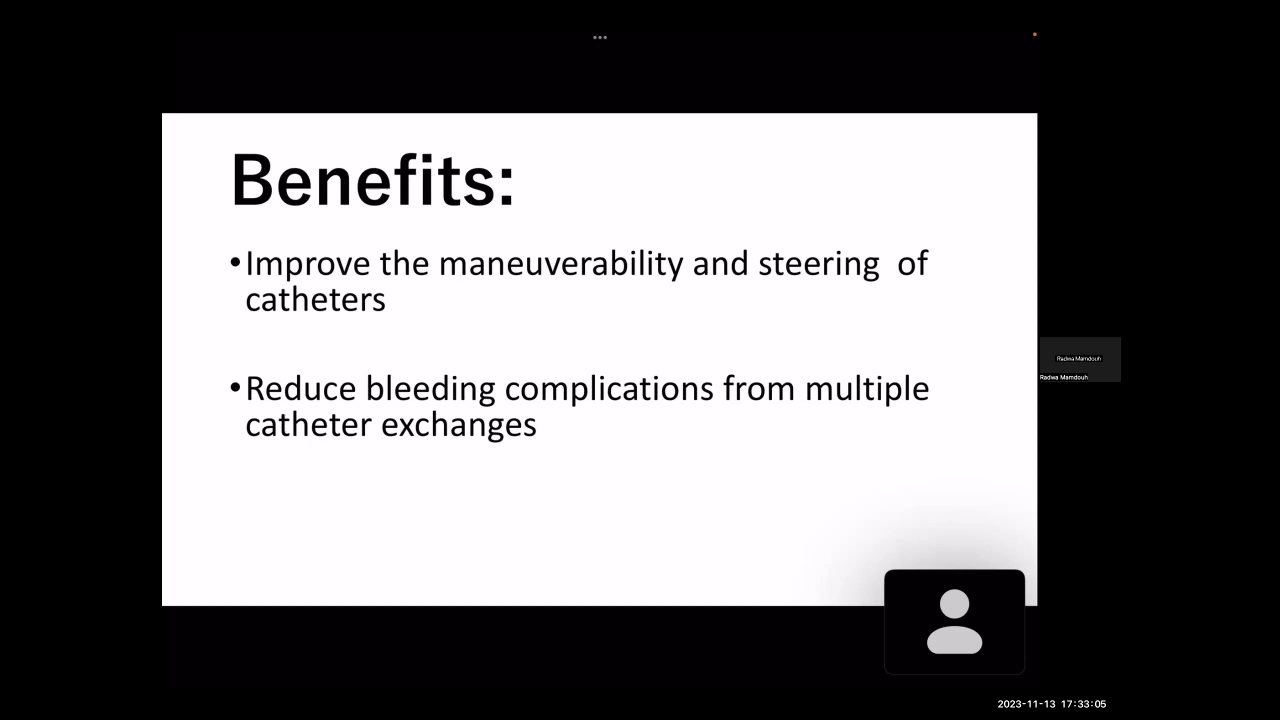 Benefits:
•Improve the maneuverability and steering  of
catheters
•Reduce bleeding complications from multiple
catheter exchanges
Radwa Mamdouh
Radwa Mamdouh
2023-11-13 17:33:05